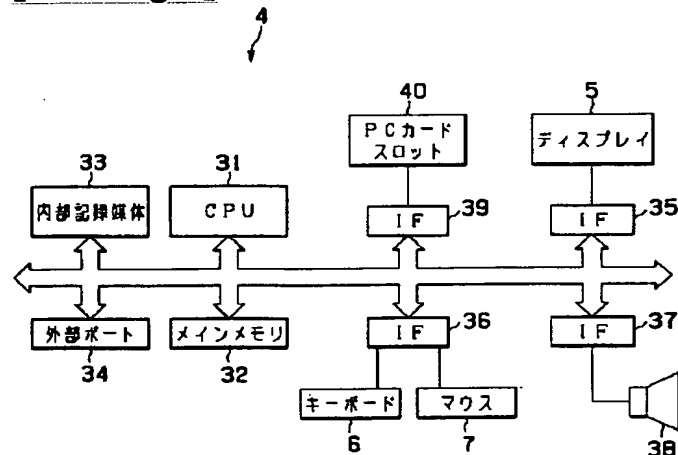 4
40
5
PCカード
スロット
ディスプレイ
33
31
内部記録媒体
CPU
IF
39
IF
35
外部ポート
メインメモリ
IF
36
IF
37
34
32
キーボード
マウス
6
7
38